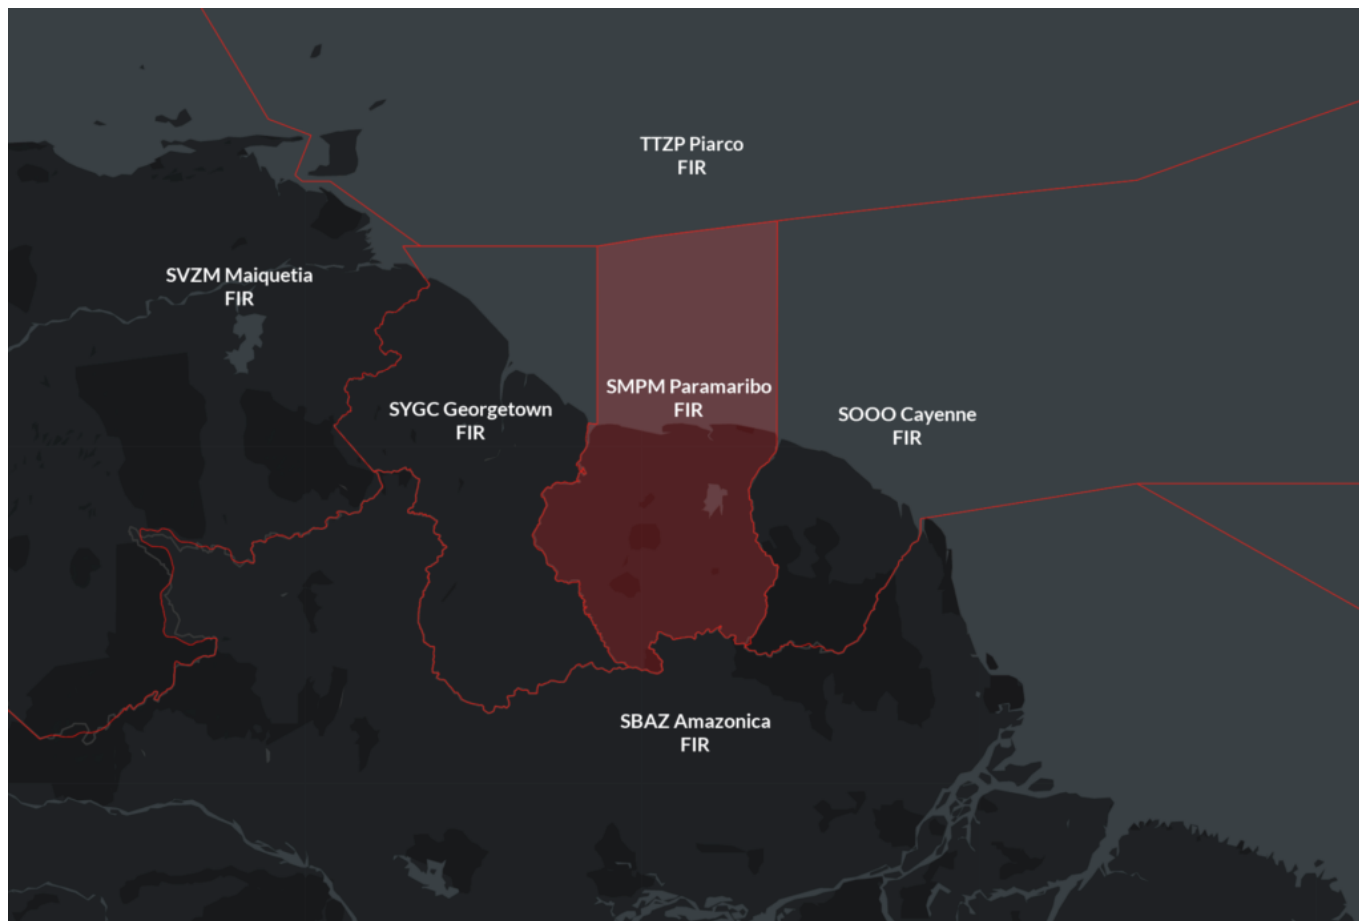 TTZP Piarco
FIR
SVZM Maiquetia
FIR
SMPM Paramaribo
FIR
SYGC Georgetown
FIR
SOOO Cayenne
FIR
SBAZ Amazonica
FIR